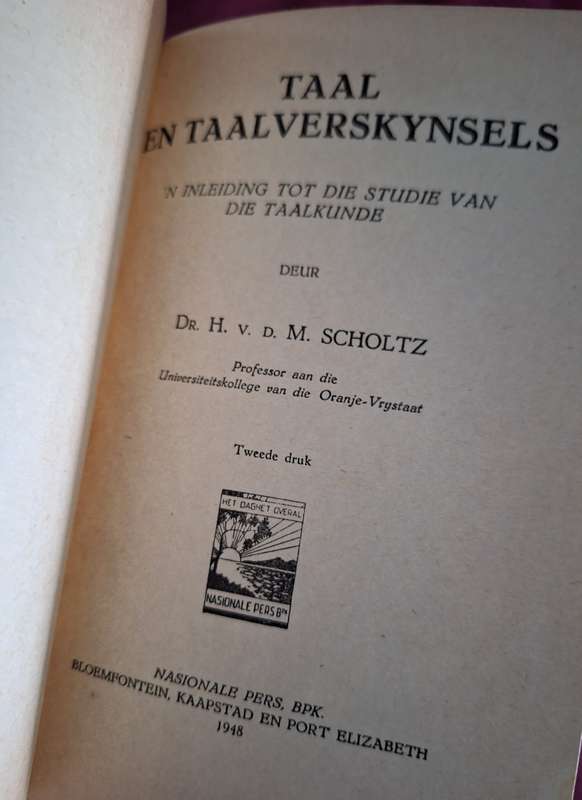 TAAL
EN TAALVERSKYNSELS
'N INLEIDING TOT DIE STUDIE VAN
DIE TAALKUNDE
DEUR
DR. H. V. D. M. SCHOLTZ
Professor aan die
Universiteitskollege van die Oranje-Vrystaat
Tweede druk
HET DAGHET OVERAL
NASIONALE PERS BPK
NASIONALE PERS, BPK.
BLOEMFONTEIN, KAAPSTAD EN PORT ELIZABETH
1948